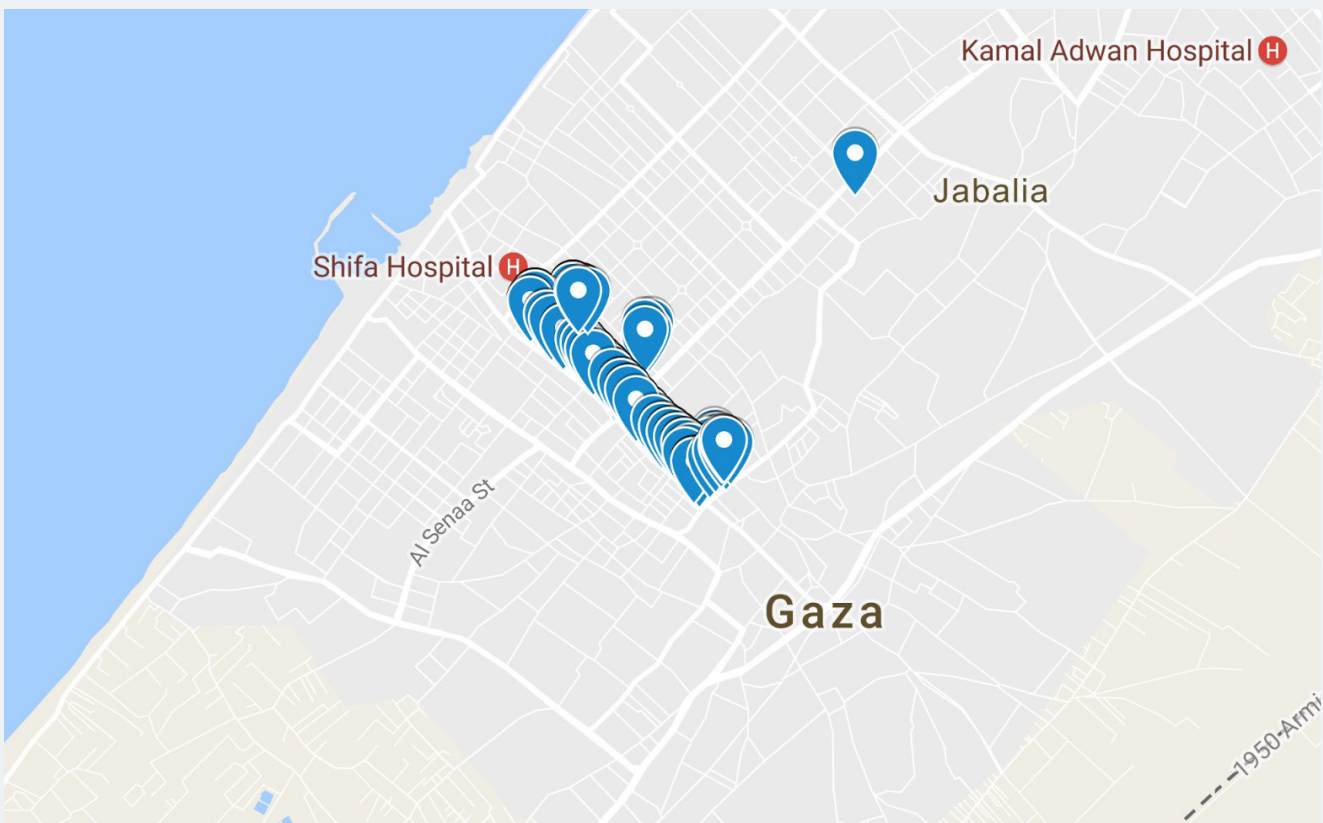 Kamal Adwan Hospital H
Jabalia
Shifa Hospital H
Al Senaa St
Gaza
1950 Armi